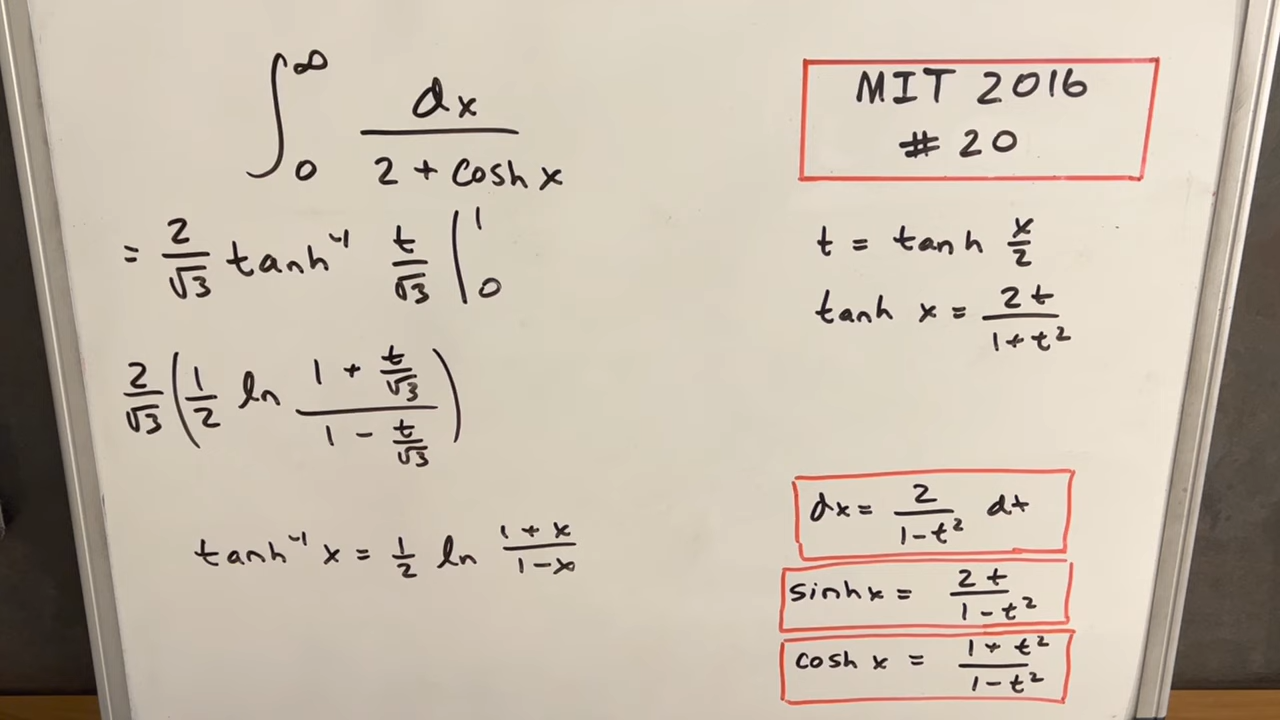 ∫₀^∞ dx / (2 + cosh x)
= 2/√3 tanh⁻¹ t/√3 |₀¹
2/√3 (1/2 ln (1 + t/√3) / (1 - t/√3))
tanh⁻¹ x = 1/2 ln (1 + x)/(1 - x)
MIT 2016
# 20
t = tanh x/2
tanh x = 2t / (1 + t²)
dx = 2/(1 - t²) dt
sinh x = 2t/(1 - t²)
cosh x = (1 + t²)/(1 - t²)